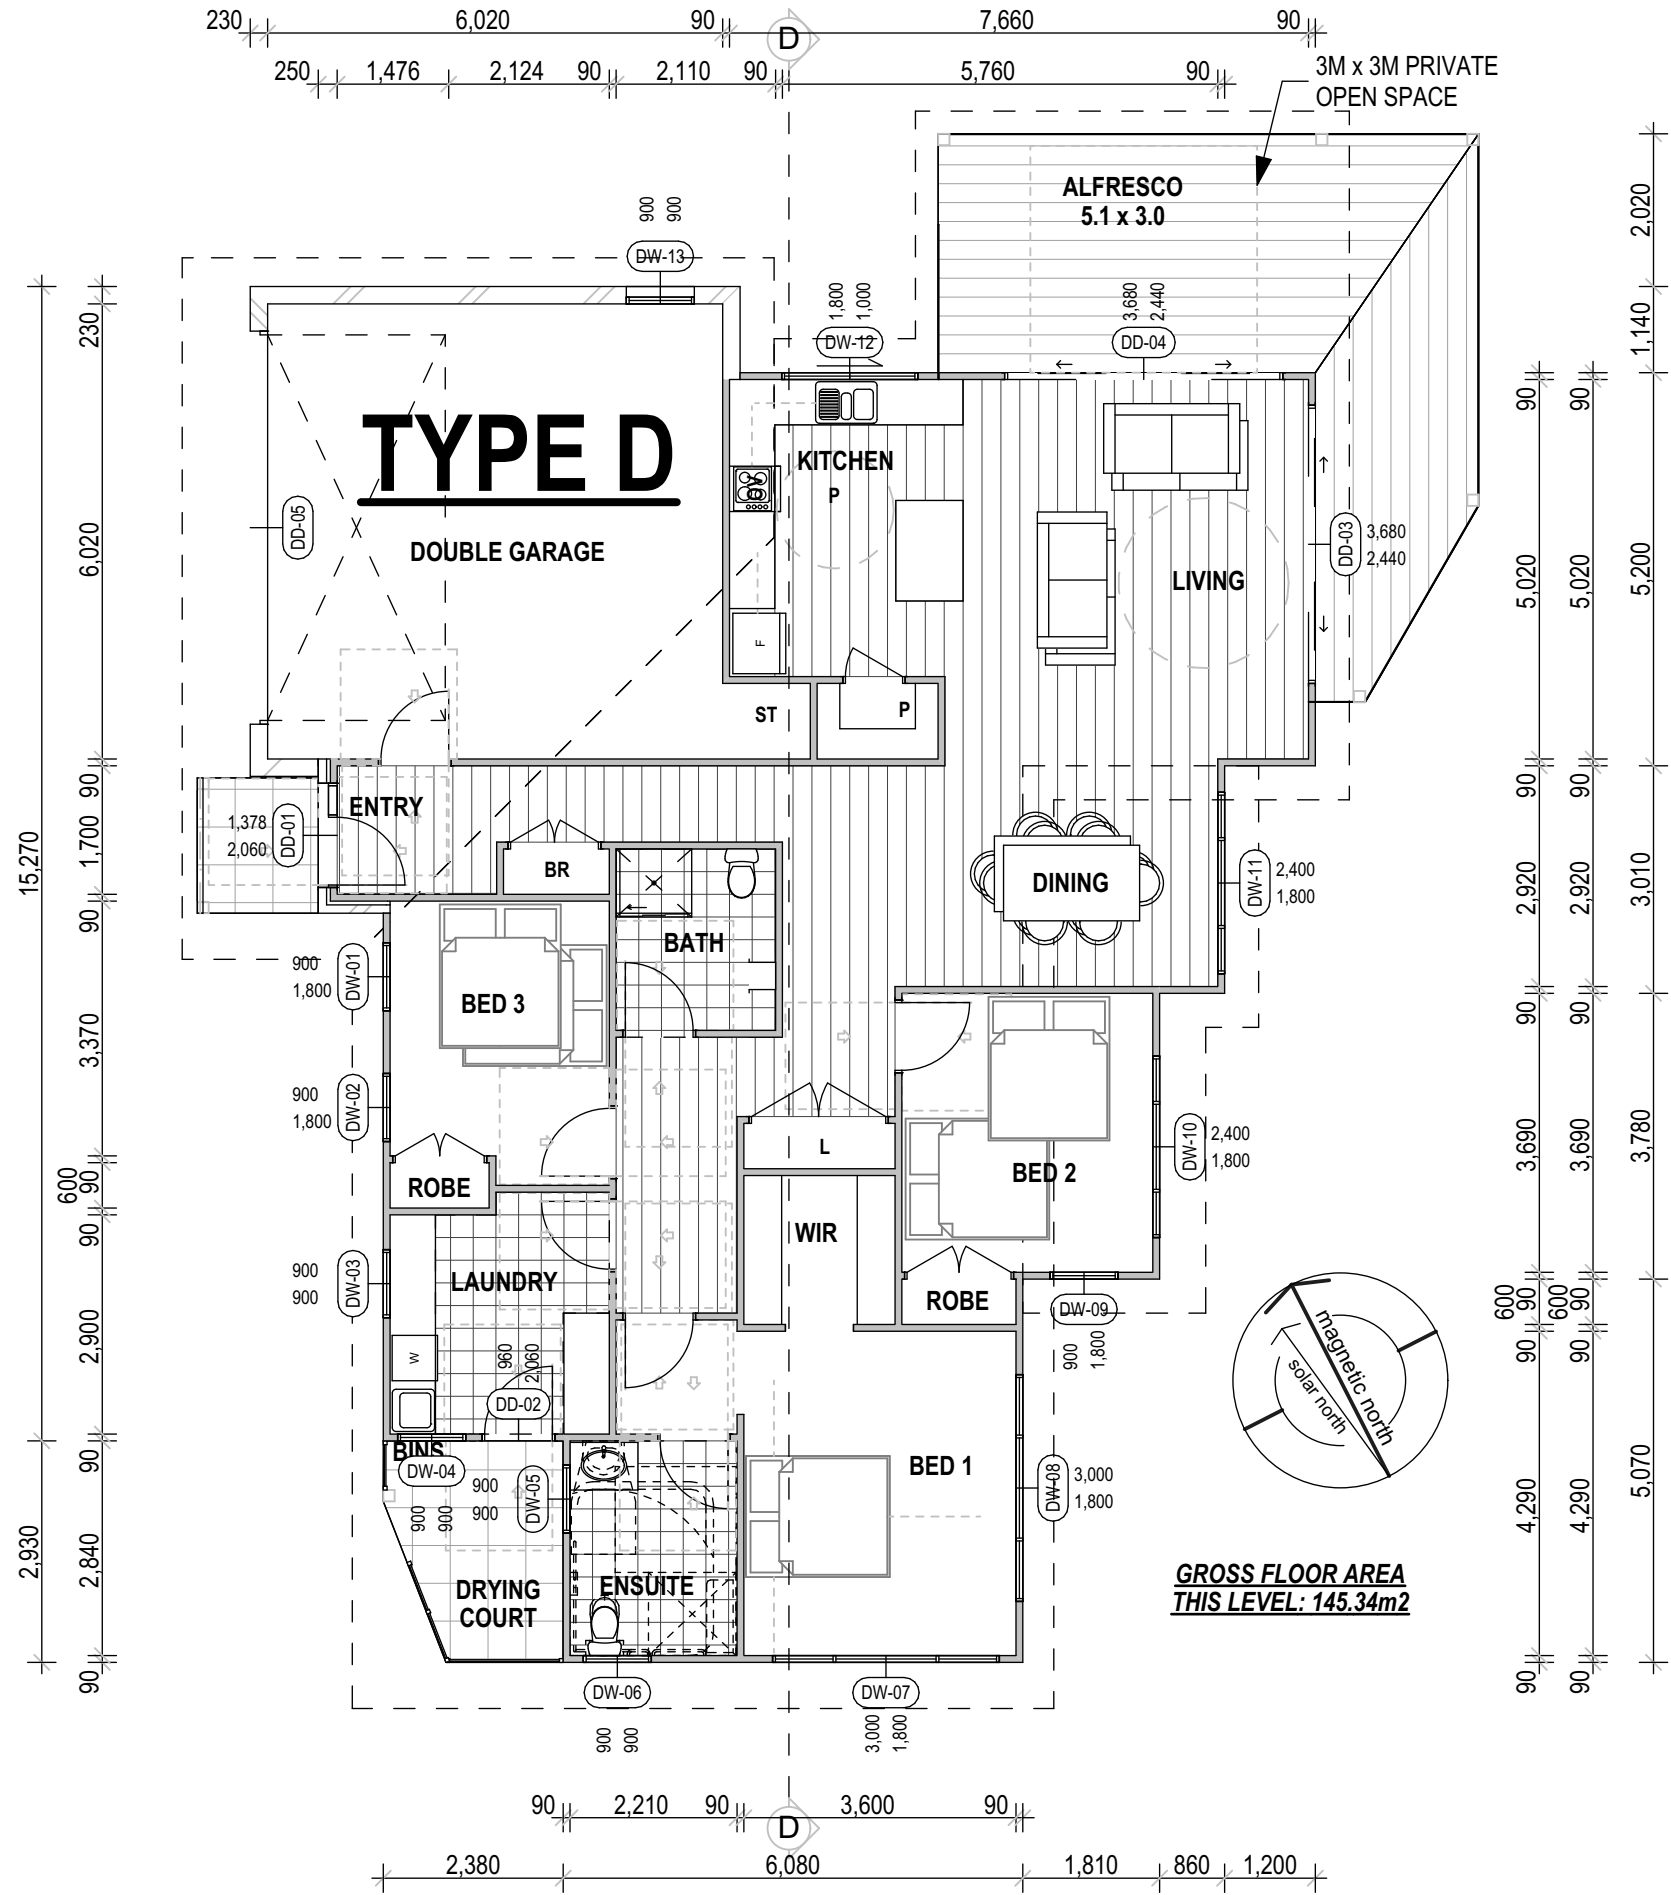 230 6,020 90 7,660 90
D
250 1,476 2,124 90 2,110 90 5,760 90
3M x 3M PRIVATE
OPEN SPACE
ALFRESCO
5.1 x 3.0
900
900
DW-13
1,800
1,000
DW-12
3,680
2,440
DD-04
TYPE D
DOUBLE GARAGE
DD-05
KITCHEN
P
F
LIVING
DD-03
3,680
2,440
ST
P
ENTRY
1,378
2,060
DD-01
BR
BATH
DINING
DW-11
2,400
1,800
BED 3
900
1,800
DW-01
900
1,800
DW-02
ROBE
L
BED 2
DW-10
2,400
1,800
WIR
ROBE
LAUNDRY
900
900
DW-03
W
960
2,060
DD-02
DW-09
900
1,800
BINS
DW-04
900
900
900
900
DW-05
BED 1
DW-08
3,000
1,800
DRYING
COURT
ENSUITE
DW-06
900
900
DW-07
3,000
1,800
magnetic north
solar north
GROSS FLOOR AREA
THIS LEVEL: 145.34m2
15,270
2,930
230
6,020
90
1,700
90
3,370
90
600
90
2,900
90
2,840
90
90
5,020
90
2,920
90
3,690
90
600
90
4,290
90
90
5,020
90
2,920
90
3,690
90
600
90
4,290
90
2,020
1,140
5,200
3,010
3,780
5,070
90 2,210 90 3,600 90
D
2,380 6,080 1,810 860 1,200